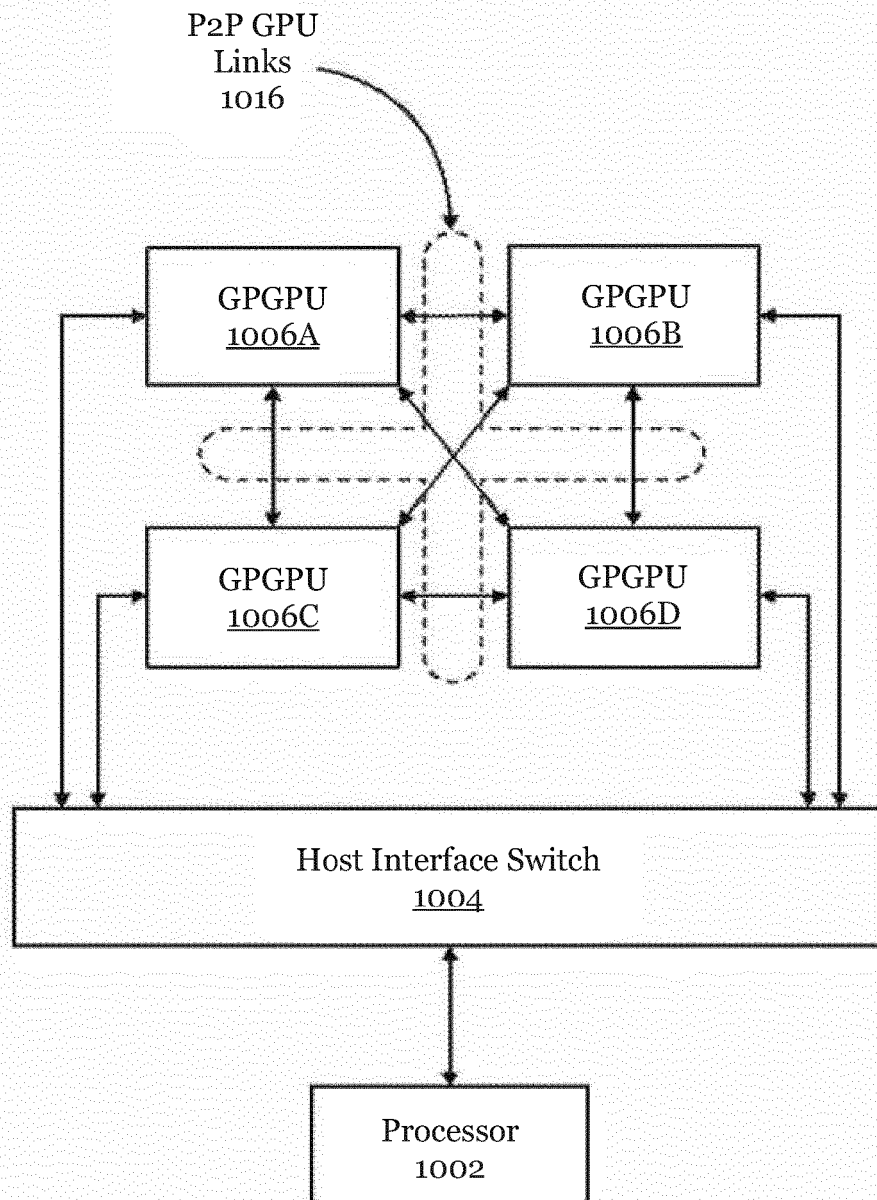 P2P GPU
Links
1016
GPGPU
1006A
GPGPU
1006B
GPGPU
1006C
GPGPU
1006D
Host Interface Switch
1004
Processor
1002